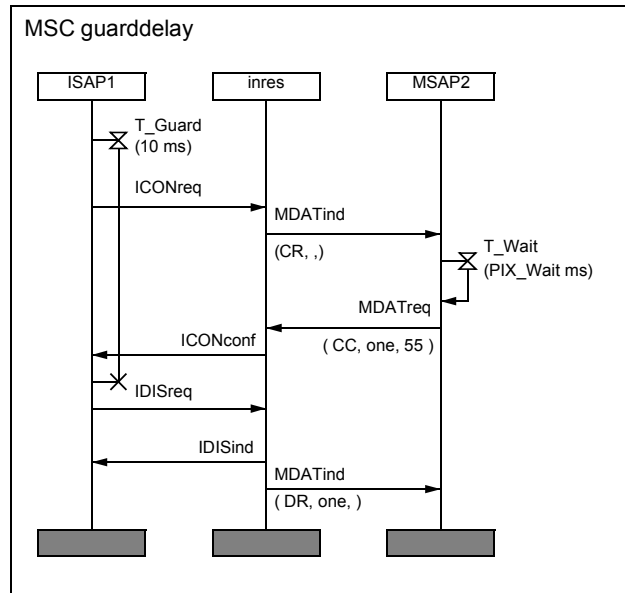 MSC guarddelay
ISAP1
inres
MSAP2
T_Guard
(10 ms)
ICONreq
MDATind
(CR, ,)
T_Wait
(PIX_Wait ms)
MDATreq
( CC, one, 55 )
ICONconf
IDISreq
IDISind
MDATind
( DR, one, )